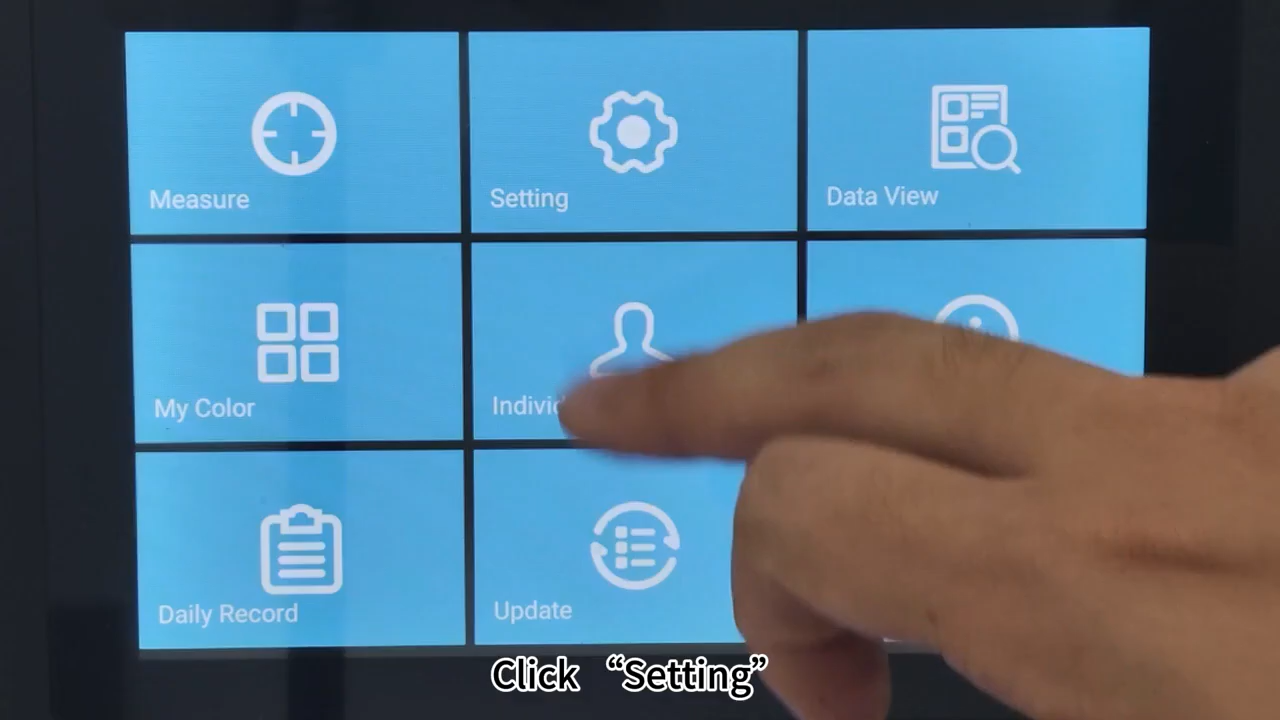 Measure
Setting
Data View
My Color
Daily Record
Update
Click “Setting”